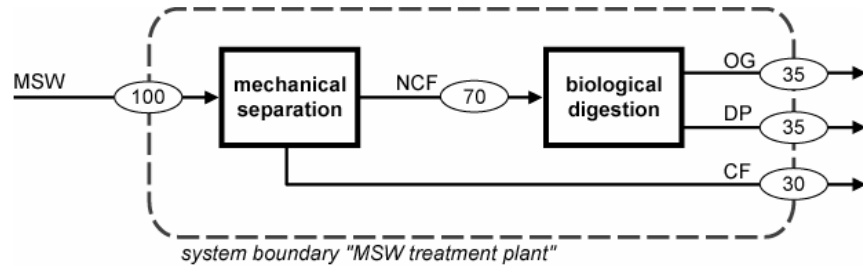 MSW
100
mechanical
separation
NCF
70
biological
digestion
OG
35
DP
35
CF
30
system boundary "MSW treatment plant"